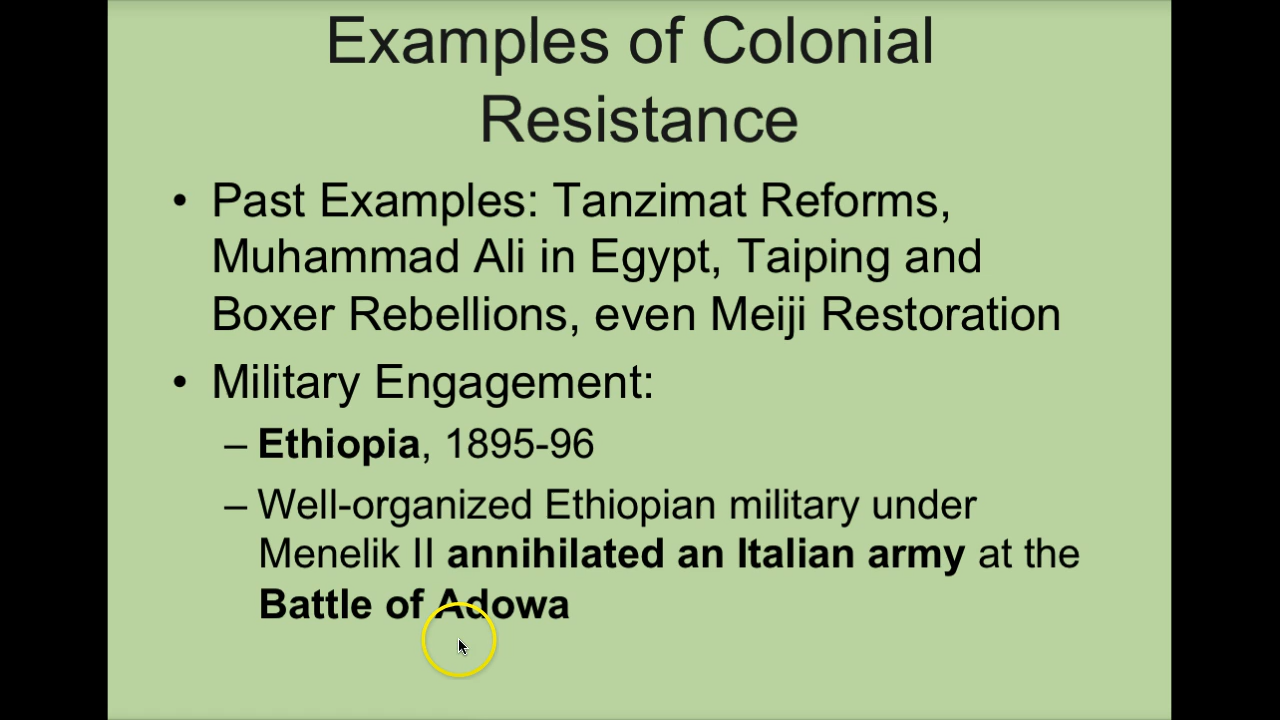 Examples of Colonial
Resistance
• Past Examples: Tanzimat Reforms,
Muhammad Ali in Egypt, Taiping and
Boxer Rebellions, even Meiji Restoration
• Military Engagement:
– Ethiopia, 1895-96
– Well-organized Ethiopian military under
Menelik II annihilated an Italian army at the
Battle of Adowa